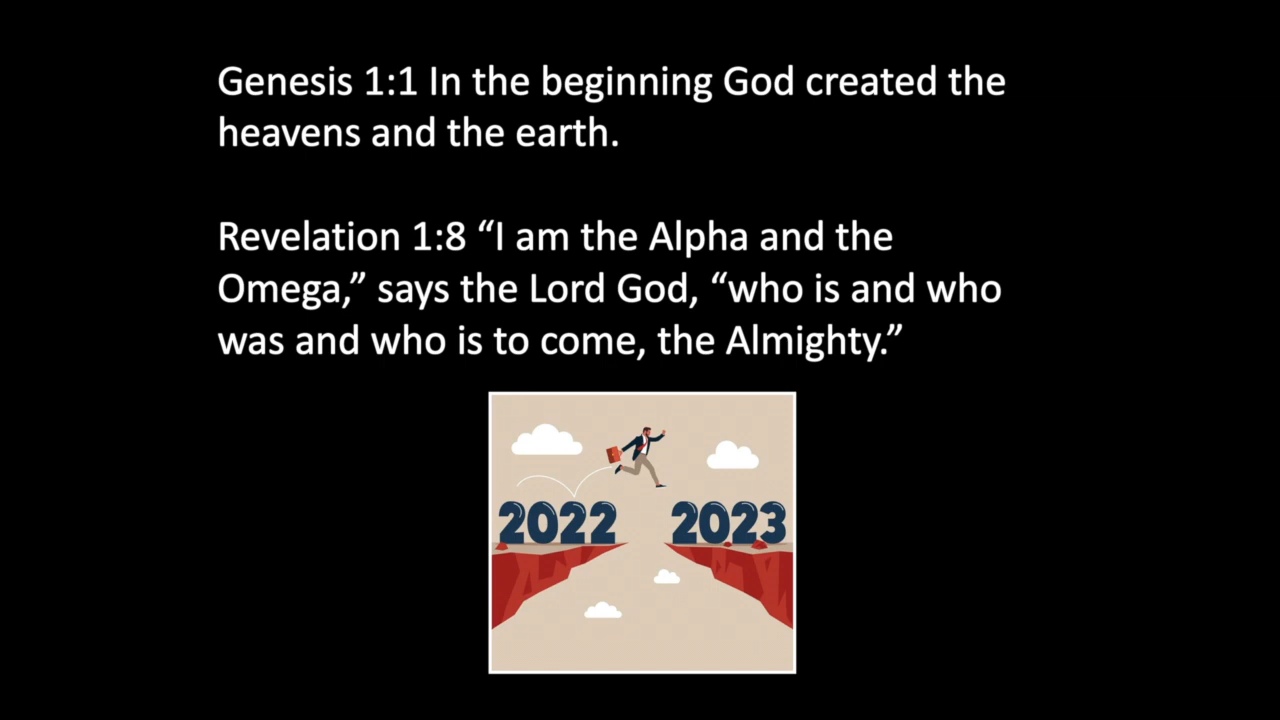 Genesis 1:1 In the beginning God created the
heavens and the earth.
Revelation 1:8 “I am the Alpha and the
Omega,” says the Lord God, “who is and who
was and who is to come, the Almighty.”
2022 2023